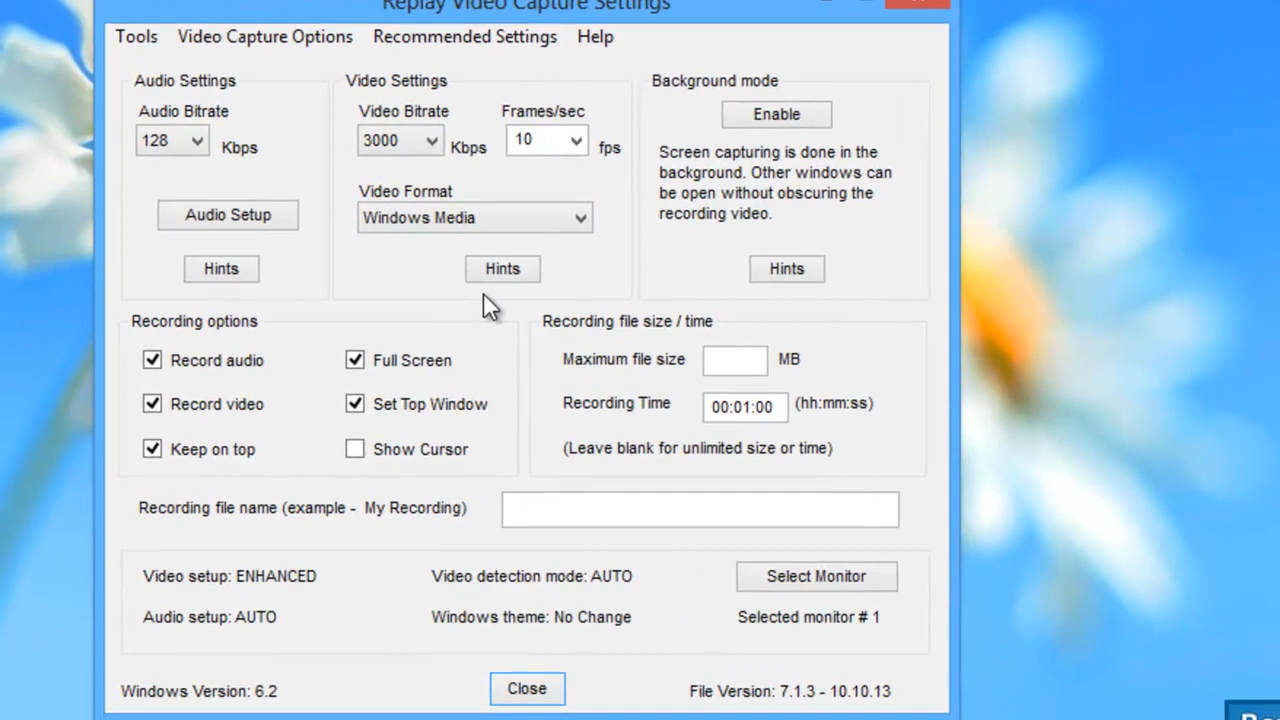 Replay Video Capture Settings
Tools Video Capture Options Recommended Settings Help
Audio Settings
Audio Bitrate
128 Kbps
Audio Setup
Hints
Video Settings
Video Bitrate Frames/sec
3000 Kbps 10 fps
Video Format
Windows Media
Hints
Background mode
Enable
Screen capturing is done in the
background. Other windows can
be open without obscuring the
recording video.
Hints
Recording options
Record audio Full Screen
Record video Set Top Window
Keep on top Show Cursor
Recording file size / time
Maximum file size MB
Recording Time 00:01:00 (hh:mm:ss)
(Leave blank for unlimited size or time)
Recording file name (example - My Recording)
Video setup: ENHANCED Video detection mode: AUTO Select Monitor
Audio setup: AUTO Windows theme: No Change Selected monitor # 1
Windows Version: 6.2 Close File Version: 7.1.3 - 10.10.13